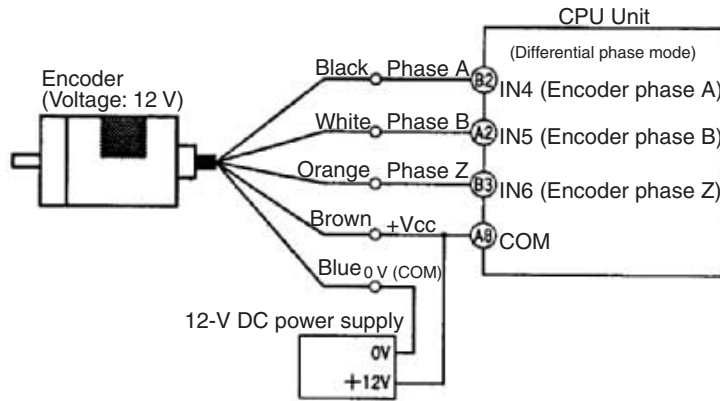 CPU Unit
(Differential phase mode)
Encoder
(Voltage: 12 V)
Black Phase A B2 IN4 (Encoder phase A)
White Phase B A2 IN5 (Encoder phase B)
Orange Phase Z B3 IN6 (Encoder phase Z)
Brown +Vcc A8 COM
Blue 0 V (COM)
12-V DC power supply
0V
+12V